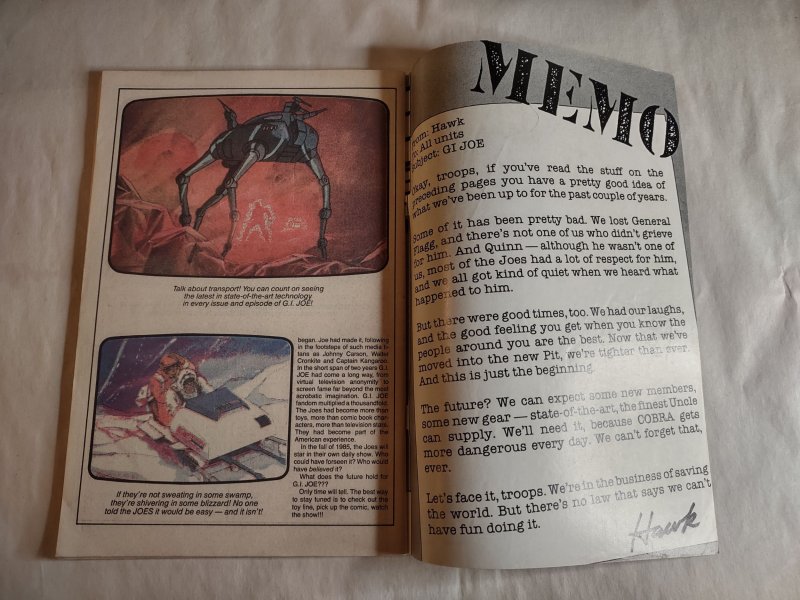 Talk about transport! You can count on seeing
the latest in state-of-the-art technology
in every issue and episode of G.I. JOE!
If they're not sweating in some swamp,
they're shivering in some blizzard! No one
told the JOES it would be easy — and it isn't!
began. Joe had made it, following
in the footsteps of such media ti-
tans as Johnny Carson, Walter
Cronkite and Captain Kangaroo.
In the short span of two years G.I.
JOE had come a long way, from
virtual television anonymity to
screen fame far beyond the most
acrobatic imagination. G.I. JOE
fandom multiplied a thousandfold.
The Joes had become more than
toys, more than comic book char-
acters, more than television stars.
They had become part of the
American experience.
In the fall of 1985, the Joes will
star in their own daily show. Who
could have forseen it? Who would
have believed it?
What does the future hold for
G.I. JOE???
Only time will tell. The best way
to stay tuned is to check out the
toy line, pick up the comic, watch
the show!!!
MEMO
From: Hawk
To: All units
Subject: GI JOE
Okay, troops, if you've read the stuff on the
preceding pages you have a pretty good idea of
what we've been up to for the past couple of years.
Some of it has been pretty bad. We lost General
Flagg, and there's not one of us who didn't grieve
for him. And Quinn — although he wasn't one of
us, most of the Joes had a lot of respect for him,
and we all got kind of quiet when we heard what
happened to him.
But there were good times, too. We had our laughs,
and the good feeling you get when you know the
people around you are the best. Now that we've
moved into the new Pit, we're tighter than ever.
And this is just the beginning.
The future? We can expect some new members,
some new gear — state-of-the-art, the finest Uncle
can supply. We'll need it, because COBRA gets
more dangerous every day. We can't forget that,
ever.
Let's face it, troops. We're in the business of saving
the world. But there's no law that says we can't
have fun doing it.
Hawk